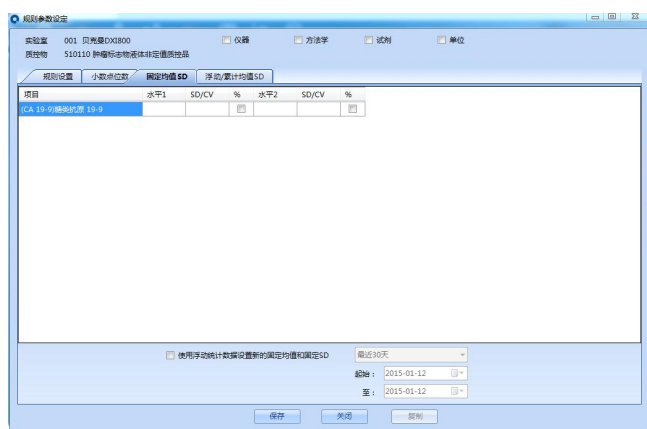 规则参数设定
实验室 001 贝克曼DXI800 仪器 方法学 试剂 单位
质控物 510110 肿瘤标志物液体非定值质控品
规则设置 小数点位数 固定均值SD 浮动/累计均值SD
项目 水平1 SD/CV % 水平2 SD/CV %
(CA 19-9)糖类抗原 19-9
使用浮动统计数据设置新的固定均值和固定SD 最近30天
起始： 2015-01-12
至： 2015-01-12
保存 关闭 复制